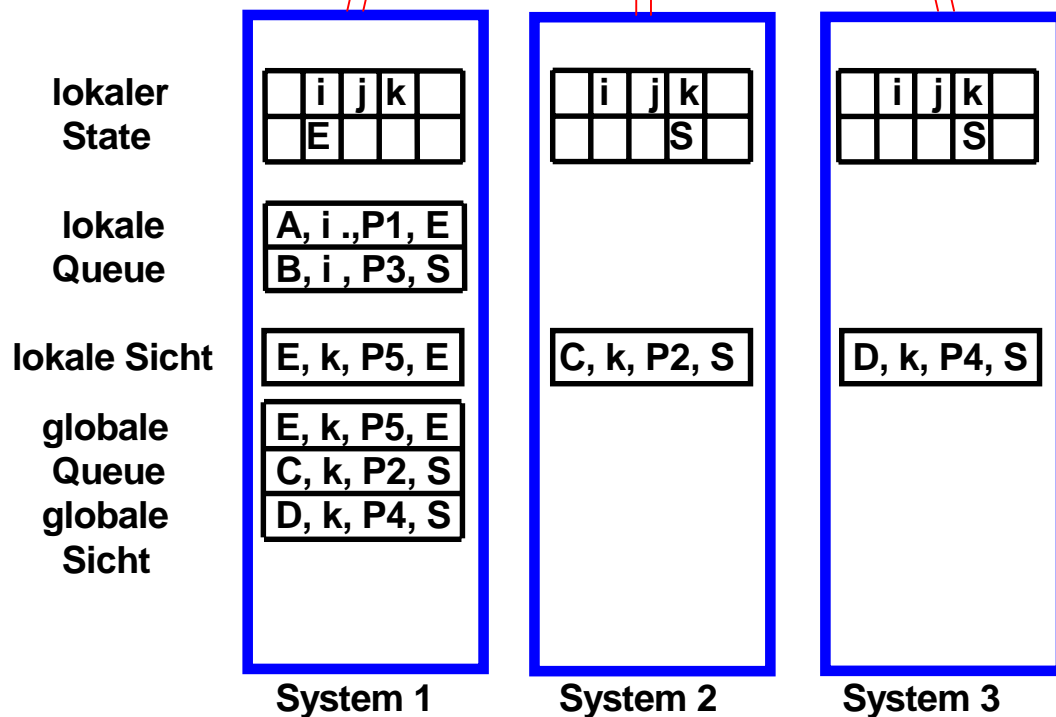 lokaler i j k i j k i j k
State E S S
lokale A, i .,P1, E
Queue B, i , P3, S
lokale Sicht E, k, P5, E C, k, P2, S D, k, P4, S
globale E, k, P5, E
Queue C, k, P2, S
globale D, k, P4, S
Sicht
System 1 System 2 System 3